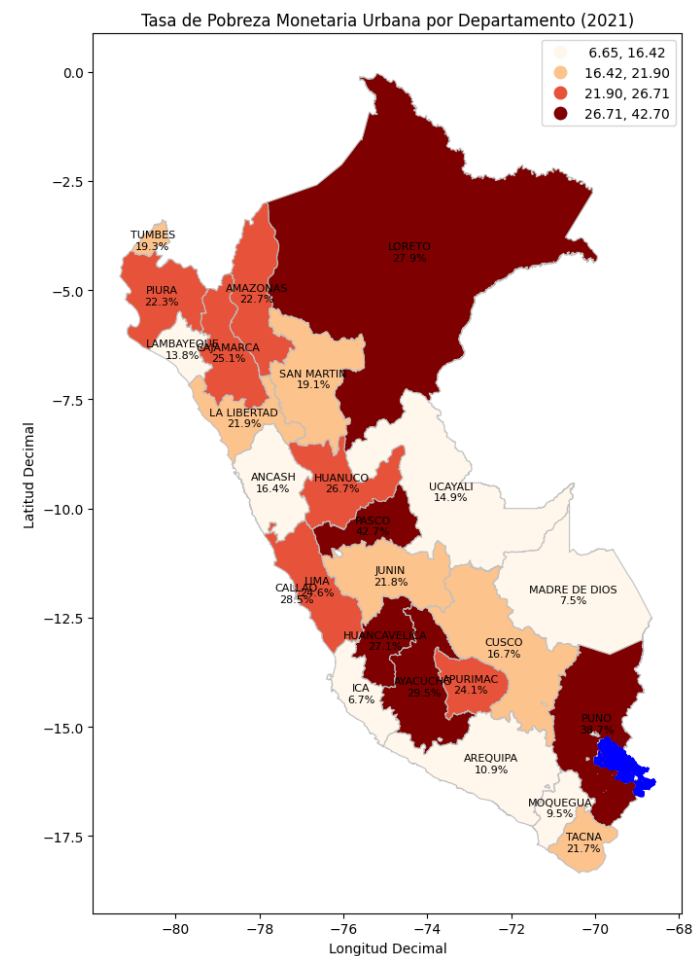 Tasa de Pobreza Monetaria Urbana por Departamento (2021)
6.65, 16.42
16.42, 21.90
21.90, 26.71
26.71, 42.70
0.0
−2.5
−5.0
−7.5
−10.0
−12.5
−15.0
−17.5
Latitud Decimal
LORETO
27.9%
TUMBES
19.3%
PIURA
22.3%
AMAZONAS
22.7%
LAMBAYEQUE
13.8%
CAJAMARCA
25.1%
SAN MARTIN
19.1%
LA LIBERTAD
21.9%
ANCASH
16.4%
HUANUCO
26.7%
UCAYALI
14.9%
PASCO
42.7%
JUNIN
21.8%
LIMA
24.6%
CALLAO
28.5%
MADRE DE DIOS
7.5%
HUANCAVELICA
27.1%
CUSCO
16.7%
ICA
6.7%
AYACUCHO
29.5%
APURIMAC
24.1%
PUNO
AREQUIPA
10.9%
MOQUEGUA
9.5%
TACNA
21.7%
−80
−78
−76
−74
−72
−70
−68
Longitud Decimal